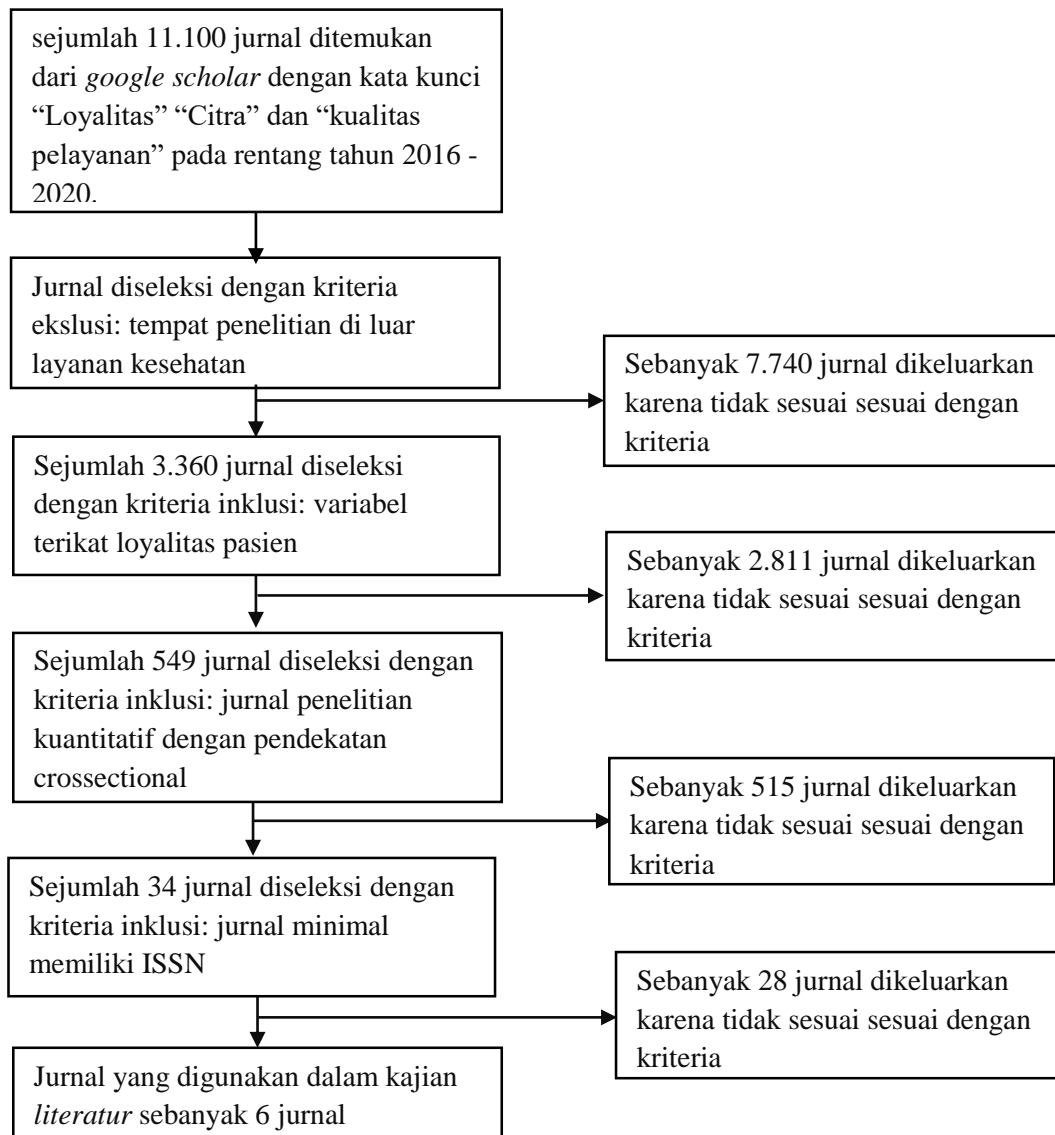 sejumlah 11.100 jurnal ditemukan
dari google scholar dengan kata kunci
“Loyalitas” “Citra” dan “kualitas
pelayanan” pada rentang tahun 2016 -
2020.
Jurnal diseleksi dengan kriteria
ekslusi: tempat penelitian di luar
layanan kesehatan
Sebanyak 7.740 jurnal dikeluarkan
karena tidak sesuai sesuai dengan
kriteria
Sejumlah 3.360 jurnal diseleksi
dengan kriteria inklusi: variabel
terikat loyalitas pasien
Sebanyak 2.811 jurnal dikeluarkan
karena tidak sesuai sesuai dengan
kriteria
Sejumlah 549 jurnal diseleksi dengan
kriteria inklusi: jurnal penelitian
kuantitatif dengan pendekatan
crossectional
Sebanyak 515 jurnal dikeluarkan
karena tidak sesuai sesuai dengan
kriteria
Sejumlah 34 jurnal diseleksi dengan
kriteria inklusi: jurnal minimal
memiliki ISSN
Sebanyak 28 jurnal dikeluarkan
karena tidak sesuai sesuai dengan
kriteria
Jurnal yang digunakan dalam kajian
literatur sebanyak 6 jurnal